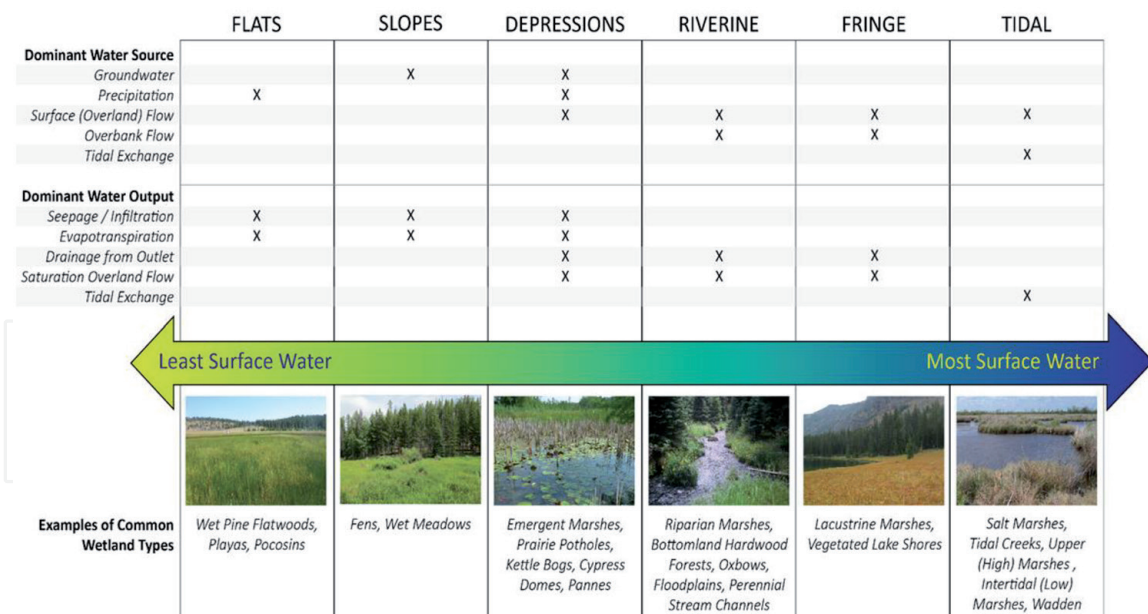 FLATS SLOPES DEPRESSIONS RIVERINE FRINGE TIDAL
Dominant Water Source
Groundwater X X
Precipitation X X
Surface (Overland) Flow X X X X
Overbank Flow X X
Tidal Exchange X
Dominant Water Output
Seepage / Infiltration X X X
Evapotranspiration X X X
Drainage from Outlet X X X
Saturation Overland Flow X X X
Tidal Exchange X
Least Surface Water Most Surface Water
Examples of Common
Wetland Types
Wet Pine Flatwoods,
Playas, Pocosins
Fens, Wet Meadows
Emergent Marshes,
Prairie Potholes,
Kettle Bogs, Cypress
Domes, Pannes
Riparian Marshes,
Bottomland Hardwood
Forests, Oxbows,
Floodplains, Perennial
Stream Channels
Lacustrine Marshes,
Vegetated Lake Shores
Salt Marshes,
Tidal Creeks, Upper
(High) Marshes ,
Intertidal (Low)
Marshes, Wadden